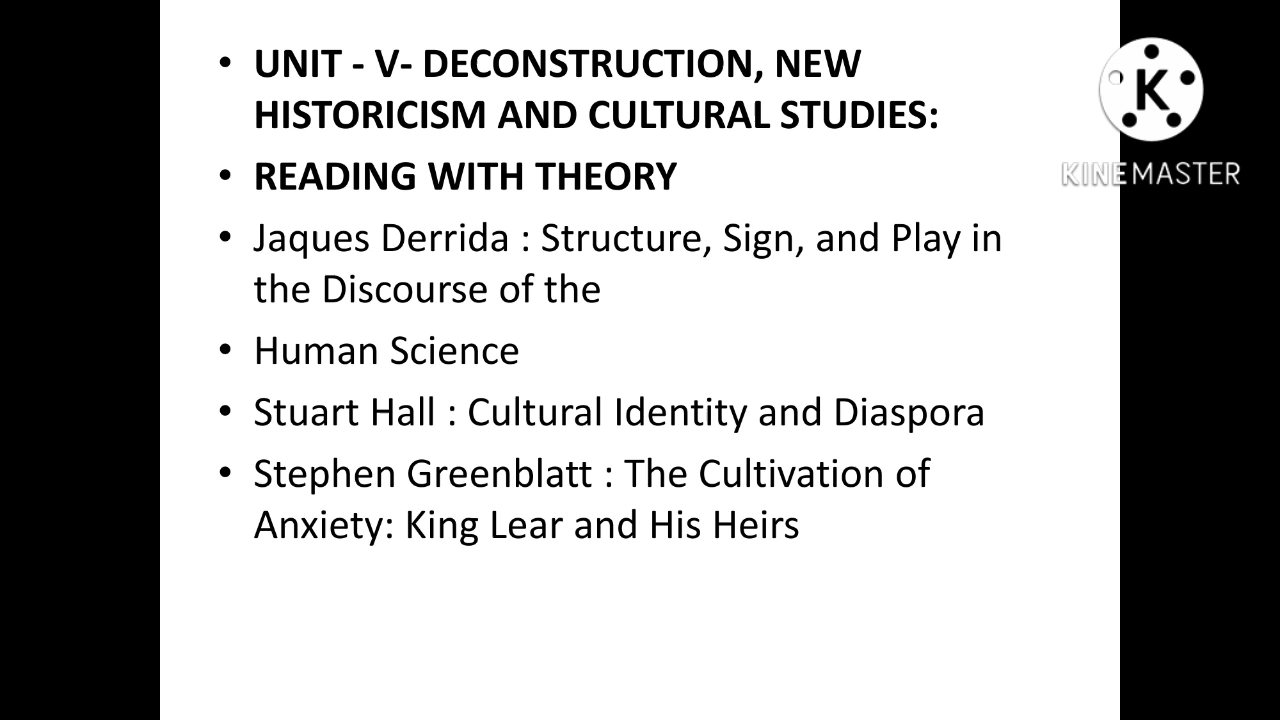 • UNIT - V- DECONSTRUCTION, NEW
HISTORICISM AND CULTURAL STUDIES:
• READING WITH THEORY
• Jaques Derrida : Structure, Sign, and Play in
the Discourse of the
• Human Science
• Stuart Hall : Cultural Identity and Diaspora
• Stephen Greenblatt : The Cultivation of
Anxiety: King Lear and His Heirs
K
KINEMASTER